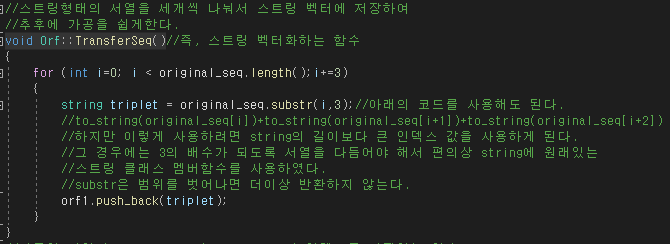 //스트링형태의 서열을 세개씩 나눠서 스트링 벡터에 저장하여
//추후에 가공을 쉽게한다.
void Orf::TransferSeq()//즉, 스트링 벡터화하는 함수
{
for (int i=0; i < original_seq.length();i+=3)
{
string triplet = original_seq.substr(i,3);//아래의 코드를 사용해도 된다.
//to_string(original_seq[i])+to_string(original_seq[i+1])+to_string(original_seq[i+2])
//하지만 이렇게 사용하려면 string의 길이보다 큰 인덱스 값을 사용하게 된다.
//그 경우에는 3의 배수가 되도록 서열을 다듬어야 해서 편의상 string에 원래있는
//스트링 클래스 멤버함수를 사용하였다.
//substr은 범위를 벗어나면 더이상 반환하지 않는다.
orf1.push_back(triplet);
}
}